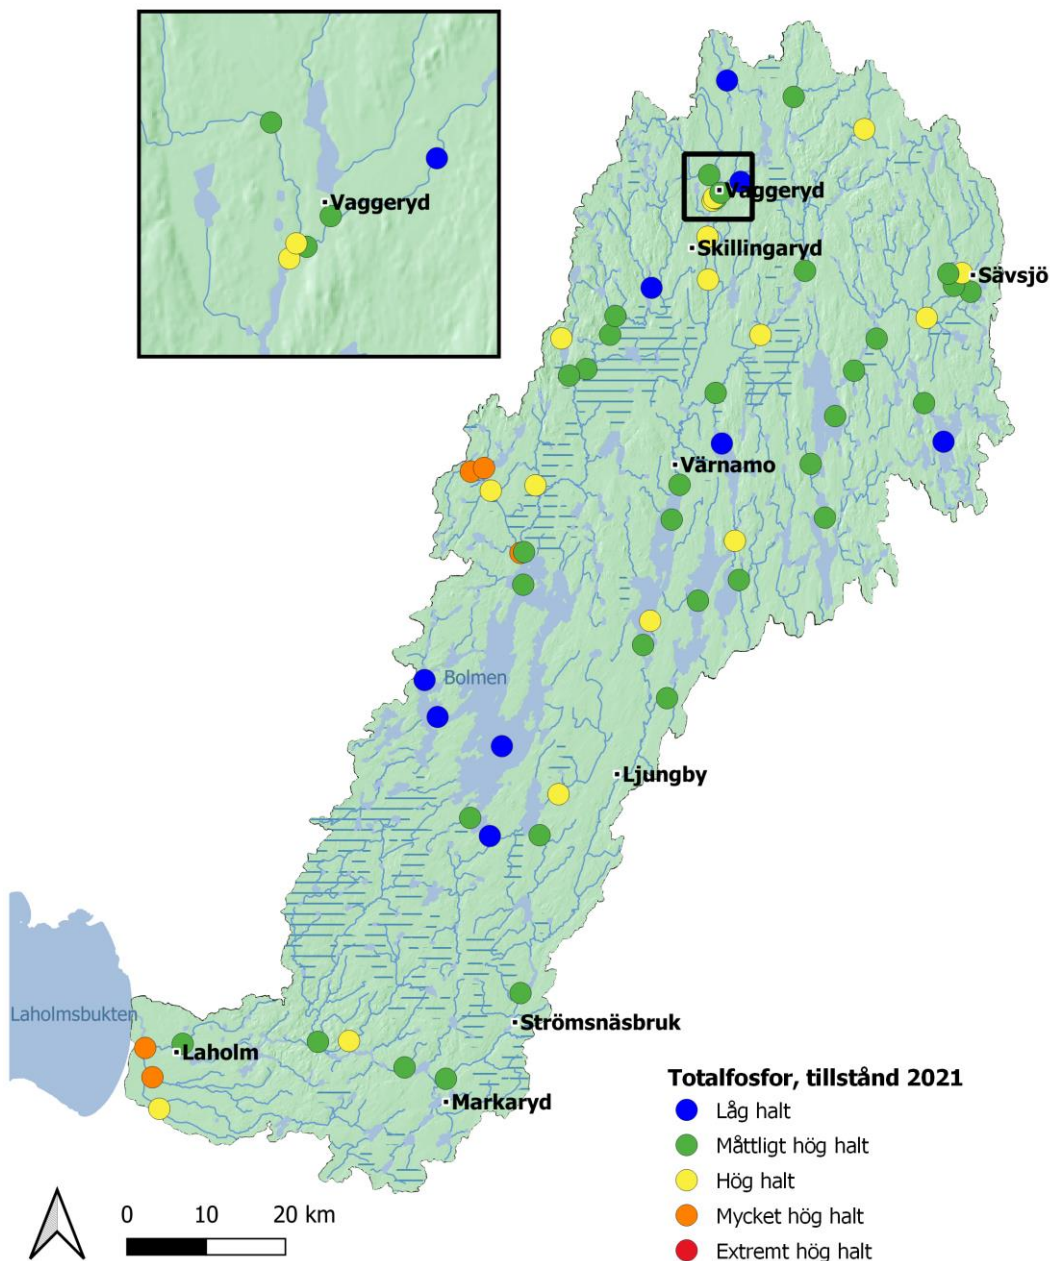 Vaggeryd
Vaggeryd
Skillingaryd
Sävsjö
Värnamo
Bolmen
Ljungby
Laholmsbukten
Strömsnäsbruk
Laholm
Markaryd
Totalfosfor, tillstånd 2021
Låg halt
Måttligt hög halt
Hög halt
Mycket hög halt
Extremt hög halt
0 10 20 km